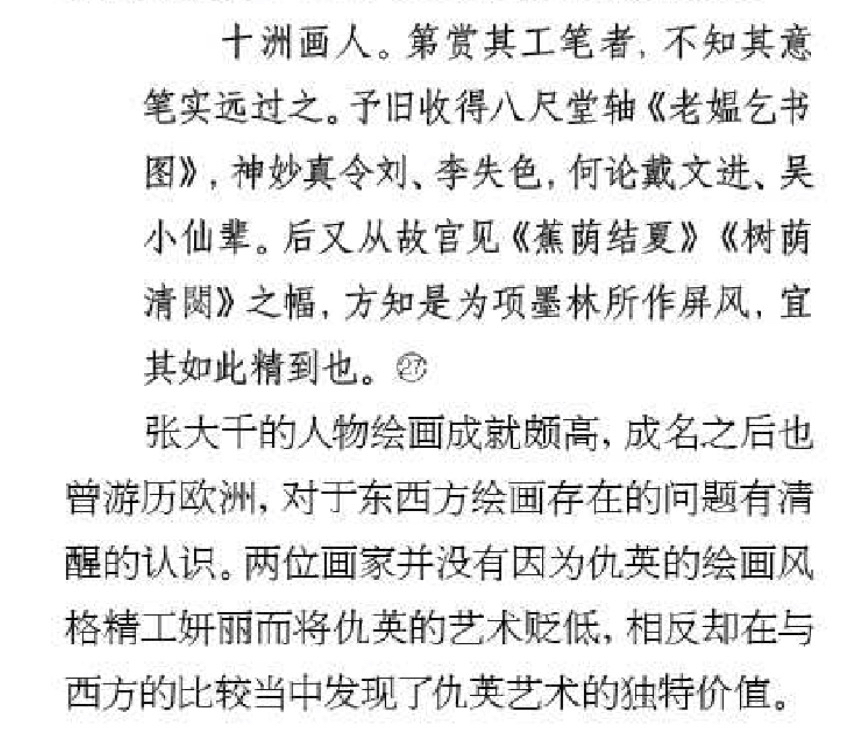 十洲画人。第赏其工笔者，不知其意
笔实远过之。予旧收得八尺堂轴《老媪乞书
图》，神妙真令刘、李失色，何论戴文进、吴
小仙辈。后又从故宫见《蕉荫结夏》《树荫
清閟》之幅，方知是为项墨林所作屏风，宜
其如此精到也。㉗
张大千的人物绘画成就颇高，成名之后也
曾游历欧洲，对于东西方绘画存在的问题有清
醒的认识。两位画家并没有因为仇英的绘画风
格精工妍丽而将仇英的艺术贬低，相反却在与
西方的比较当中发现了仇英艺术的独特价值。